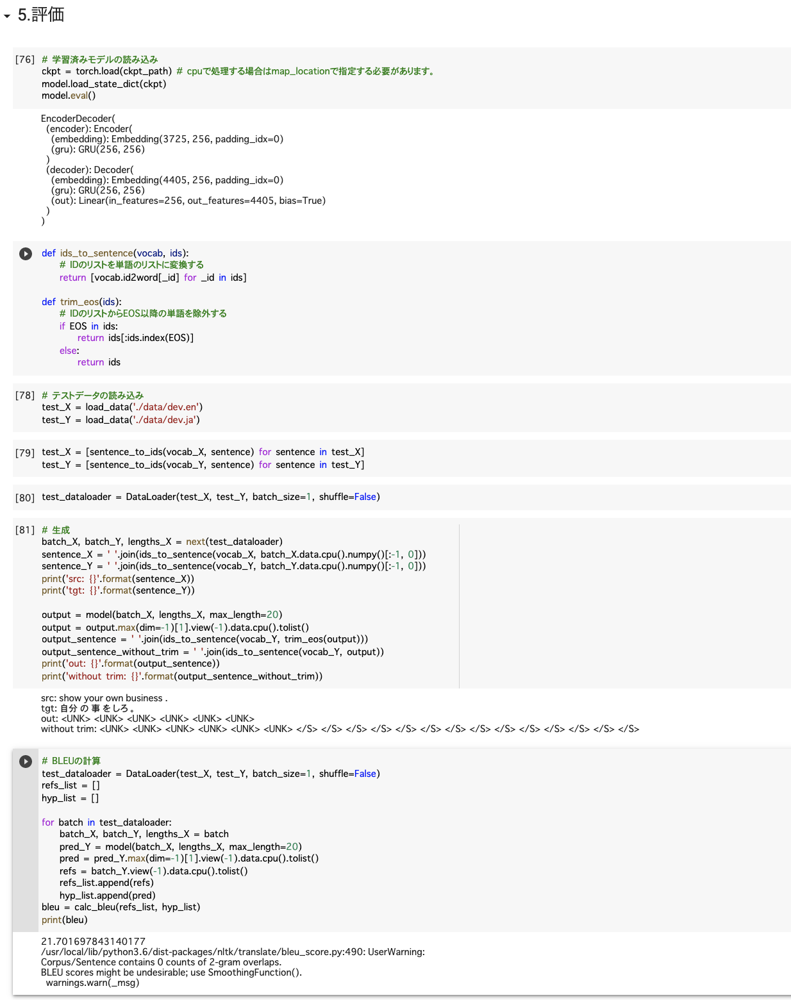 5.評価
[76] # 学習済みモデルの読み込み
ckpt = torch.load(ckpt_path) # cpuで処理する場合はmap_locationで指定する必要があります。
model.load_state_dict(ckpt)
model.eval()
EncoderDecoder(
  (encoder): Encoder(
    (embedding): Embedding(3725, 256, padding_idx=0)
    (gru): GRU(256, 256)
  )
  (decoder): Decoder(
    (embedding): Embedding(4405, 256, padding_idx=0)
    (gru): GRU(256, 256)
    (out): Linear(in_features=256, out_features=4405, bias=True)
  )
)
def ids_to_sentence(vocab, ids):
    # IDのリストを単語のリストに変換する
    return [vocab.id2word[_id] for _id in ids]
def trim_eos(ids):
    # IDのリストからEOS以降の単語を除外する
    if EOS in ids:
        return ids[:ids.index(EOS)]
    else:
        return ids
[78] # テストデータの読み込み
test_X = load_data('./data/dev.en')
test_Y = load_data('./data/dev.ja')
[79] test_X = [sentence_to_ids(vocab_X, sentence) for sentence in test_X]
test_Y = [sentence_to_ids(vocab_Y, sentence) for sentence in test_Y]
[80] test_dataloader = DataLoader(test_X, test_Y, batch_size=1, shuffle=False)
[81] # 生成
batch_X, batch_Y, lengths_X = next(test_dataloader)
sentence_X = ' '.join(ids_to_sentence(vocab_X, batch_X.data.cpu().numpy()[:-1, 0]))
sentence_Y = ' '.join(ids_to_sentence(vocab_Y, batch_Y.data.cpu().numpy()[:-1, 0]))
print('src: {}'.format(sentence_X))
print('tgt: {}'.format(sentence_Y))
output = model(batch_X, lengths_X, max_length=20)
output = output.max(dim=-1)[1].view(-1).data.cpu().tolist()
output_sentence = ' '.join(ids_to_sentence(vocab_Y, trim_eos(output)))
output_sentence_without_trim = ' '.join(ids_to_sentence(vocab_Y, output))
print('out: {}'.format(output_sentence))
print('without trim: {}'.format(output_sentence_without_trim))
src: show your own business .
tgt: 自分 の 事 を しろ 。
out: <UNK> <UNK> <UNK> <UNK> <UNK> <UNK>
without trim: <UNK> <UNK> <UNK> <UNK> <UNK> <UNK> </S> </S> </S> </S> </S> </S> </S> </S> </S> </S> </S> </S> </S> </S>
# BLEUの計算
test_dataloader = DataLoader(test_X, test_Y, batch_size=1, shuffle=False)
refs_list = []
hyp_list = []
for batch in test_dataloader:
    batch_X, batch_Y, lengths_X = batch
    pred_Y = model(batch_X, lengths_X, max_length=20)
    pred = pred_Y.max(dim=-1)[1].view(-1).data.cpu().tolist()
    refs = batch_Y.view(-1).data.cpu().tolist()
    refs_list.append(refs)
    hyp_list.append(pred)
bleu = calc_bleu(refs_list, hyp_list)
print(bleu)
21.701697843140177
/usr/local/lib/python3.6/dist-packages/nltk/translate/bleu_score.py:490: UserWarning:
Corpus/Sentence contains 0 counts of 2-gram overlaps.
BLEU scores might be undesirable; use SmoothingFunction().
  warnings.warn(_msg)